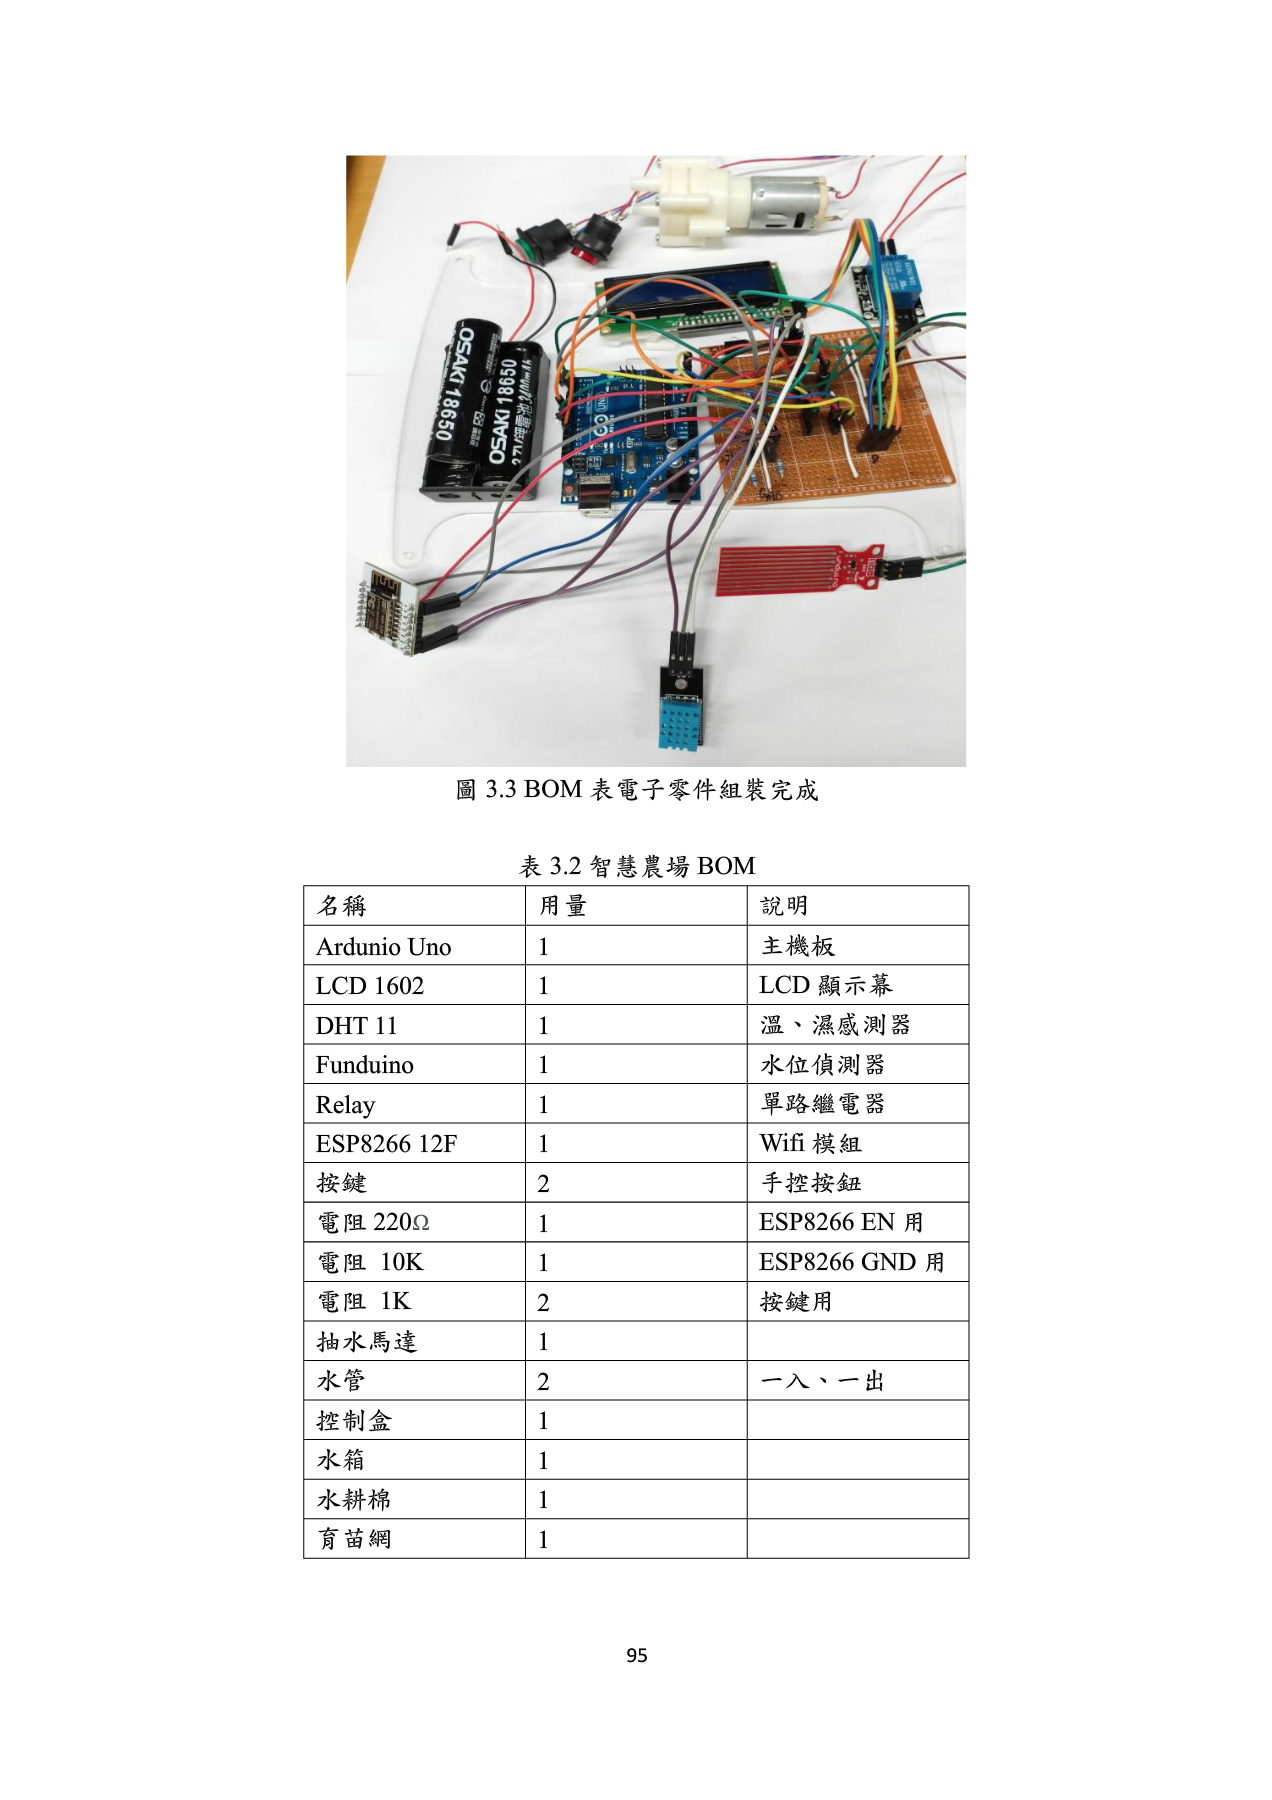 OSAKI 18650
OSAKI 18650
圖 3.3 BOM 表電子零件組裝完成
表 3.2 智慧農場 BOM
名稱 用量 說明
Ardunio Uno 1 主機板
LCD 1602 1 LCD 顯示幕
DHT 11 1 溫、濕感測器
Funduino 1 水位偵測器
Relay 1 單路繼電器
ESP8266 12F 1 Wifi 模組
按鍵 2 手控按鈕
電阻 220Ω 1 ESP8266 EN 用
電阻 10K 1 ESP8266 GND 用
電阻 1K 2 按鍵用
抽水馬達 1
水管 2 一入、一出
控制盒 1
水箱 1
水耕棉 1
育苗網 1
95